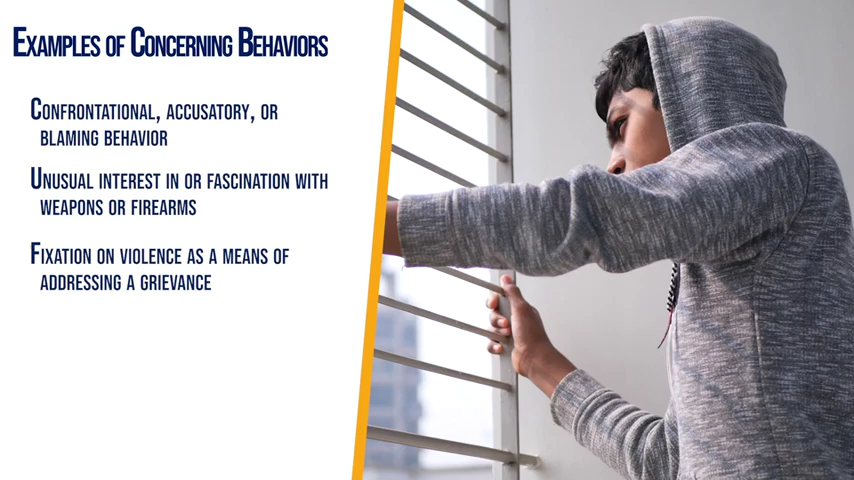 Examples of Concerning Behaviors
Confrontational, accusatory, or
blaming behavior
Unusual interest in or fascination with
weapons or firearms
Fixation on violence as a means of
addressing a grievance